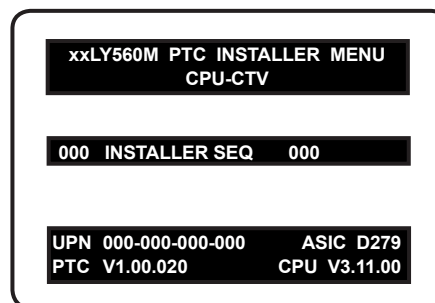 xxLY560M PTC INSTALLER MENU
CPU-CTV
000 INSTALLER SEQ 000
UPN 000-000-000-000 ASIC D279
PTC V1.00.020 CPU V3.11.00